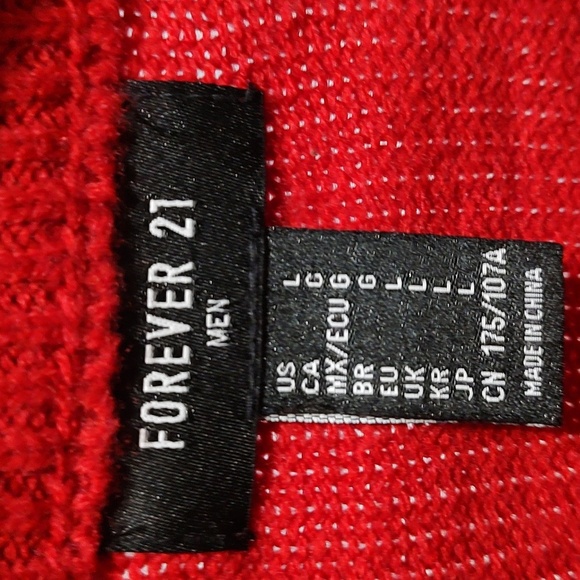 FOREVER 21
MEN
US L
CA G
MX/ECU G
BR G
EU L
UK L
KR L
JP L
CN 175/107A
MADE IN CHINA